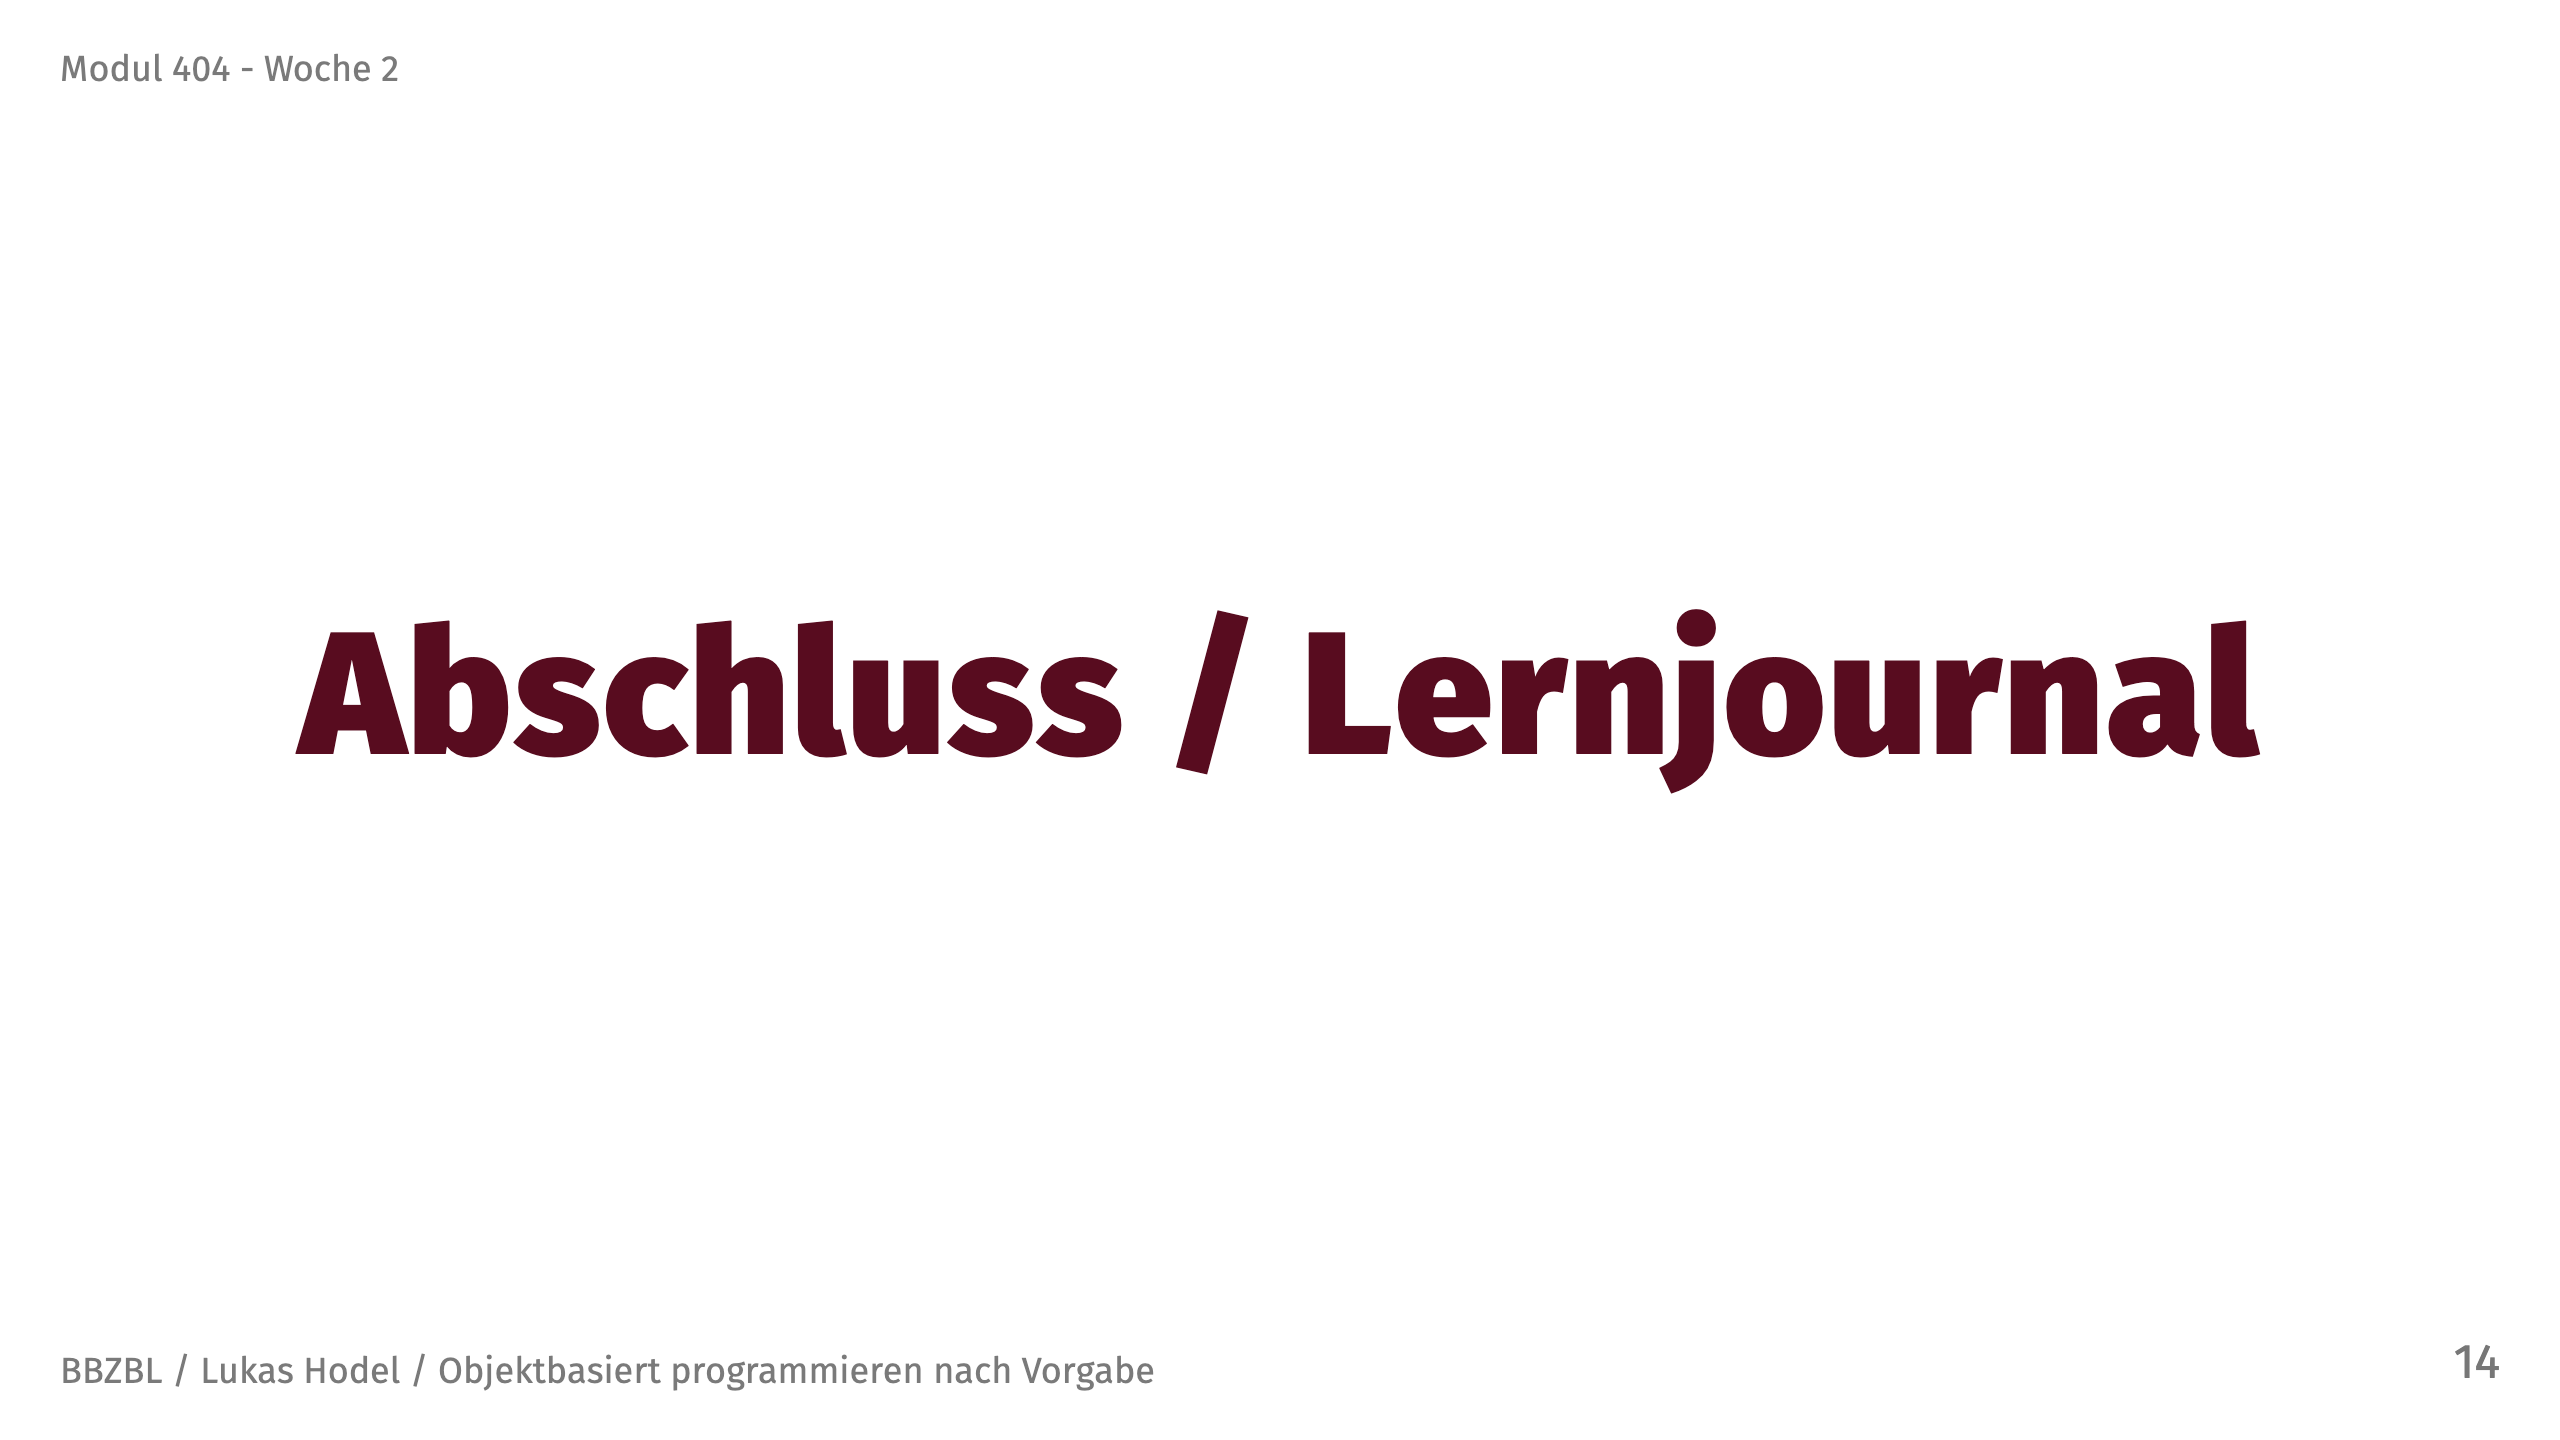 Modul 404 - Woche 2
Abschluss / Lernjournal
BBZBL / Lukas Hodel / Objektbasiert programmieren nach Vorgabe
14